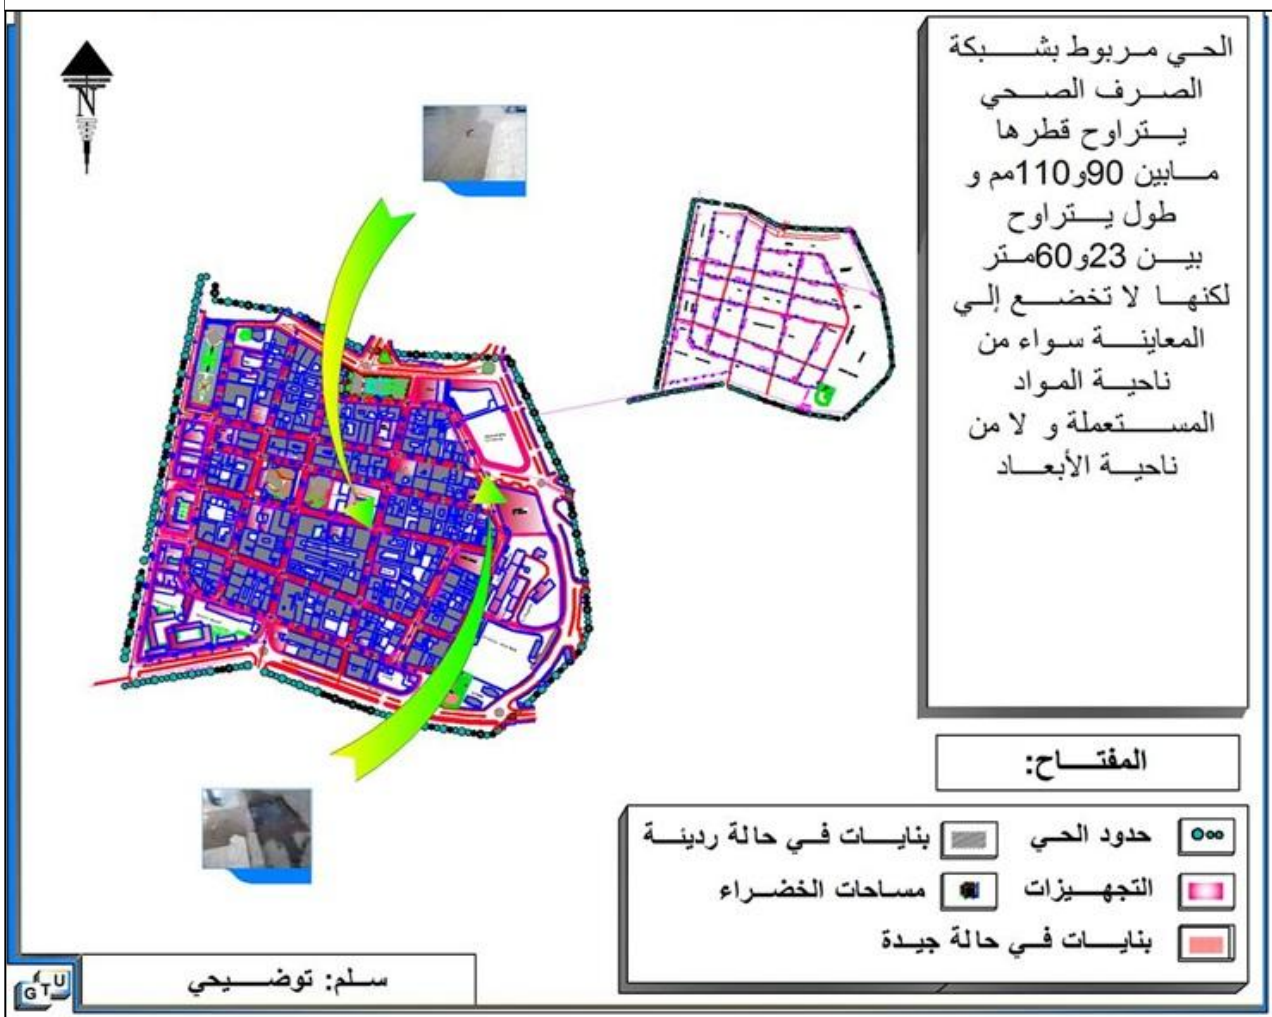 الحي مربوط بشبكة
الصرف الصحي
يتراوح قطرها
مابين 90و110مم و
طول يتراوح
بين 23و60متر
لكنها لا تخضع إلي
المعاينة سواء من
ناحية المواد
المستعملة و لا من
ناحية الأبعاد
N
المفتاح:
حدود الحي
بنايات في حالة رديئة
التجهيزات
مساحات الخضراء
بنايات في حالة جيدة
سلم: توضيحي
GTU